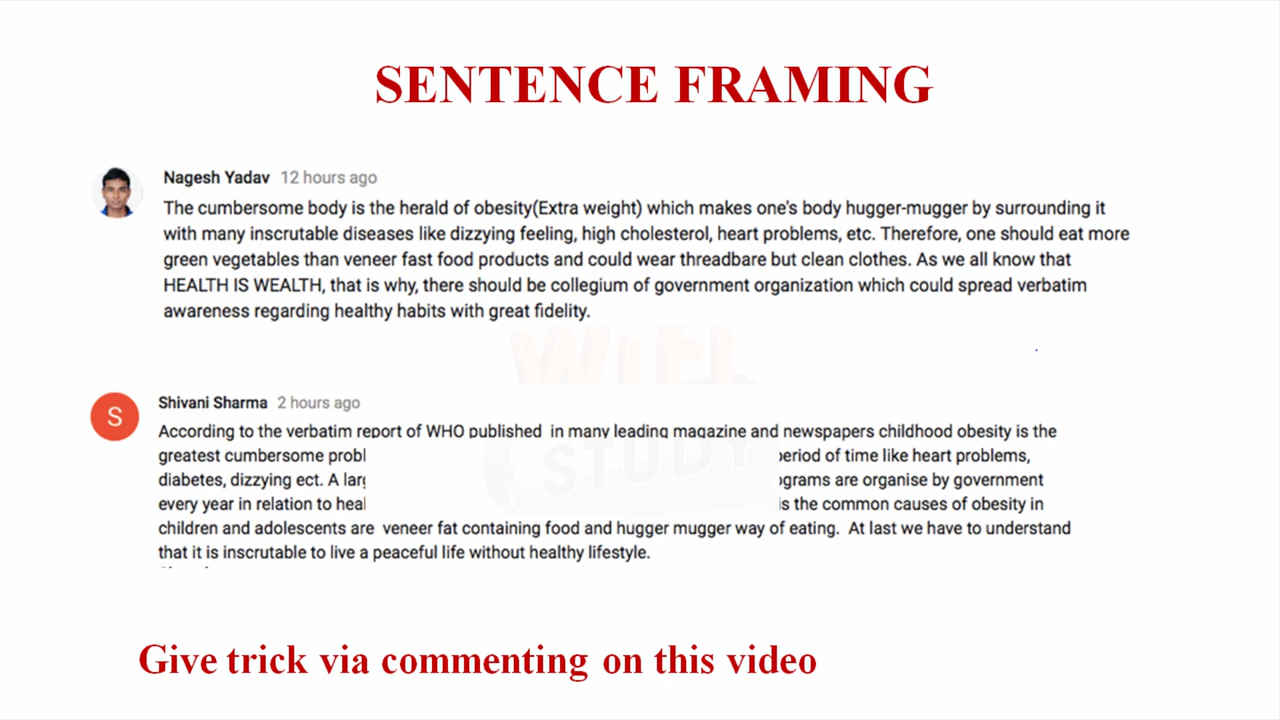 SENTENCE FRAMING
Nagesh Yadav 12 hours ago
The cumbersome body is the herald of obesity(Extra weight) which makes one's body hugger-mugger by surrounding it
with many inscrutable diseases like dizzying feeling, high cholesterol, heart problems, etc. Therefore, one should eat more
green vegetables than veneer fast food products and could wear threadbare but clean clothes. As we all know that
HEALTH IS WEALTH, that is why, there should be collegium of government organization which could spread verbatim
awareness regarding healthy habits with great fidelity.
WIFI
STUDY
S
Shivani Sharma 2 hours ago
According to the verbatim report of WHO published in many leading magazine and newspapers childhood obesity is the
greatest cumbersome period of time like heart problems,
diabetes, dizzying ect. A are organise by government
every year in relation to is the common causes of obesity in
children and adolescents are veneer fat containing food and hugger mugger way of eating. At last we have to understand
that it is inscrutable to live a peaceful life without healthy lifestyle.
Give trick via commenting on this video